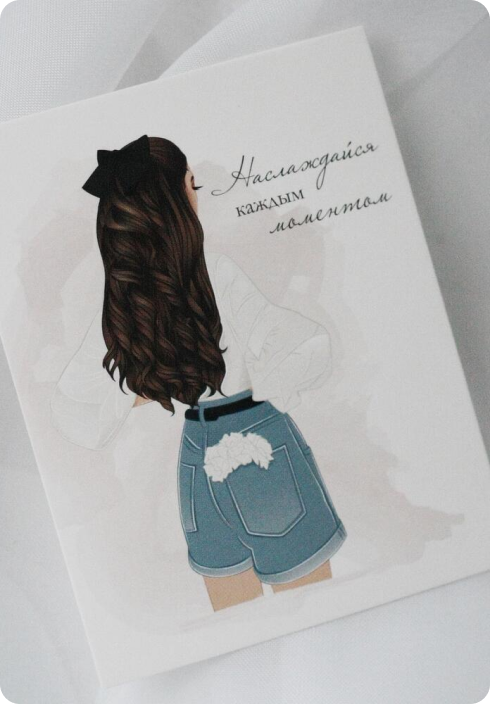 Наслаждайся
каждым
моментом